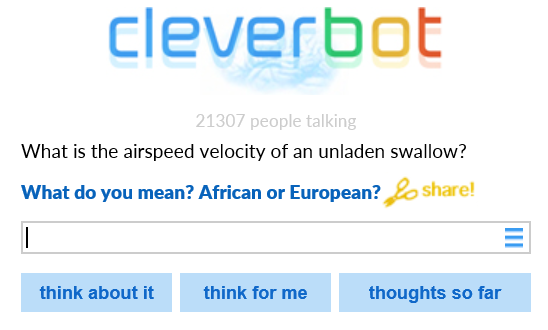 cleverbot
21307 people talking
What is the airspeed velocity of an unladen swallow?
What do you mean? African or European? share!
think about it think for me thoughts so far